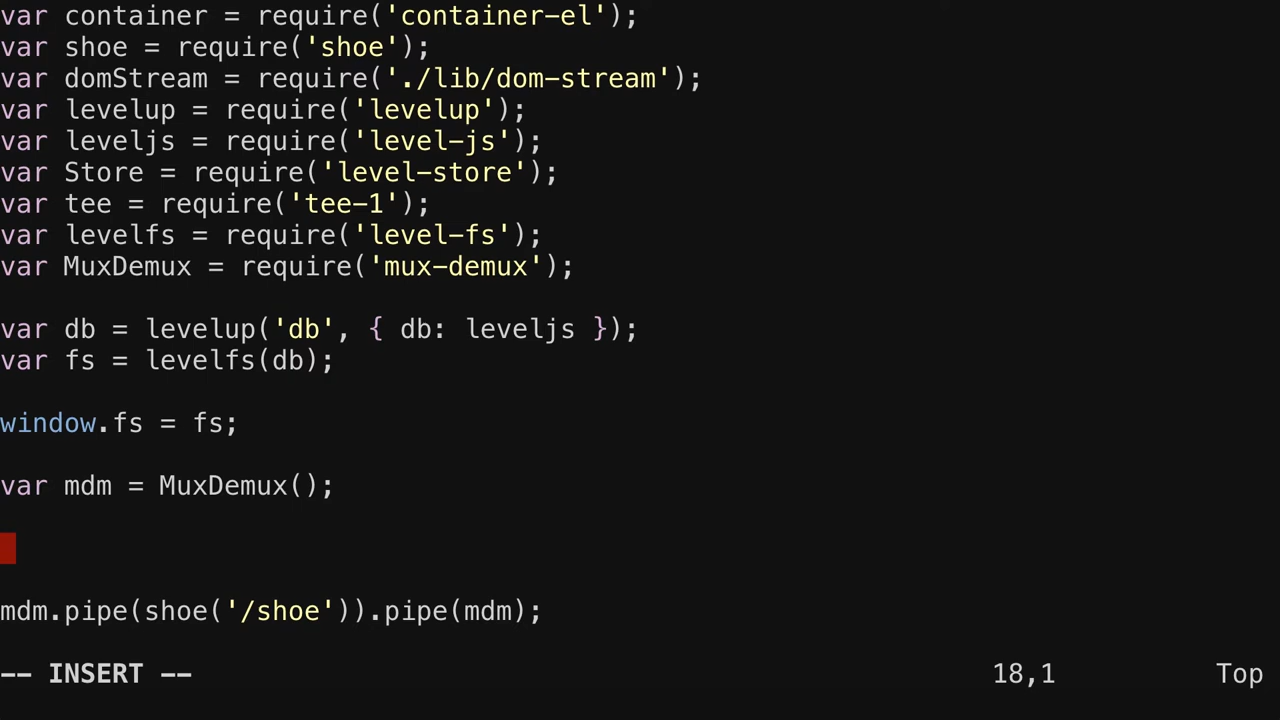 var container = require('container-el');
var shoe = require('shoe');
var domStream = require('./lib/dom-stream');
var levelup = require('levelup');
var leveljs = require('level-js');
var Store = require('level-store');
var tee = require('tee-1');
var levelfs = require('level-fs');
var MuxDemux = require('mux-demux');
var db = levelup('db', { db: leveljs });
var fs = levelfs(db);
window.fs = fs;
var mdm = MuxDemux();
mdm.pipe(shoe('/shoe')).pipe(mdm);
-- INSERT -- 18,1 Top